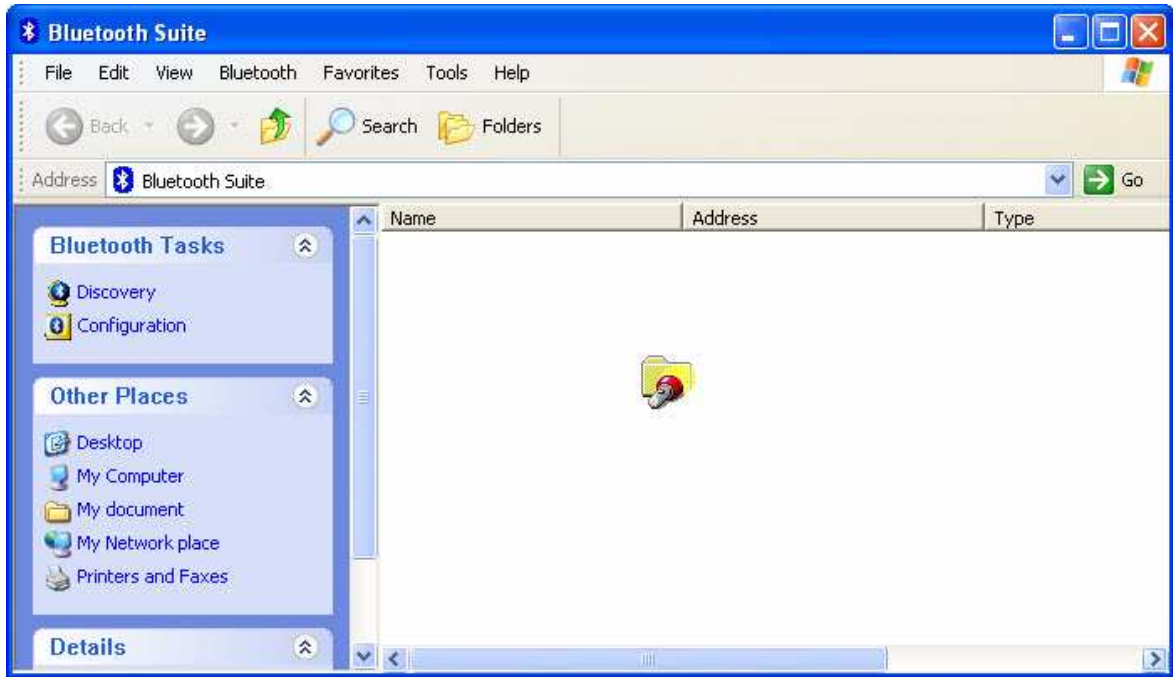 Bluetooth Suite
File Edit View Bluetooth Favorites Tools Help
Back Search Folders
Address Bluetooth Suite Go
Name Address Type
Bluetooth Tasks
Discovery
Configuration
Other Places
Desktop
My Computer
My document
My Network place
Printers and Faxes
Details